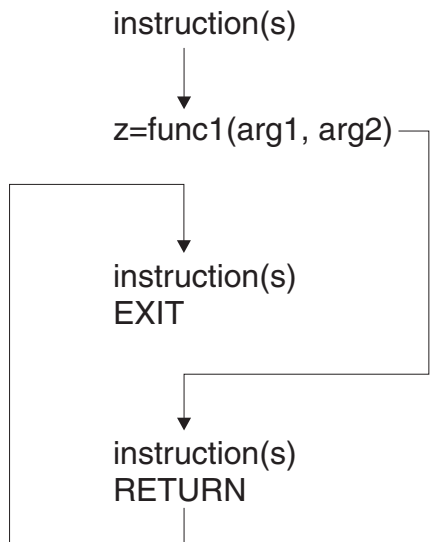 instruction(s)
z=func1(arg1, arg2)
instruction(s)
EXIT
instruction(s)
RETURN